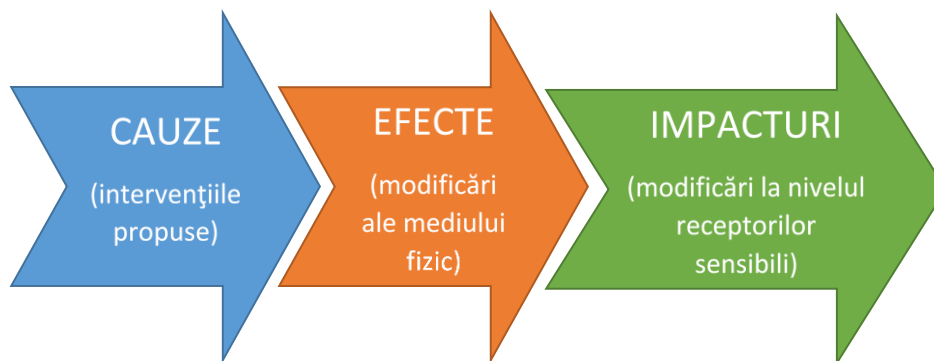 CAUZE
(intervenţiile
propuse)
EFECTE
(modificări
ale mediului
fizic)
IMPACTURI
(modificări la nivelul
receptorilor
sensibili)